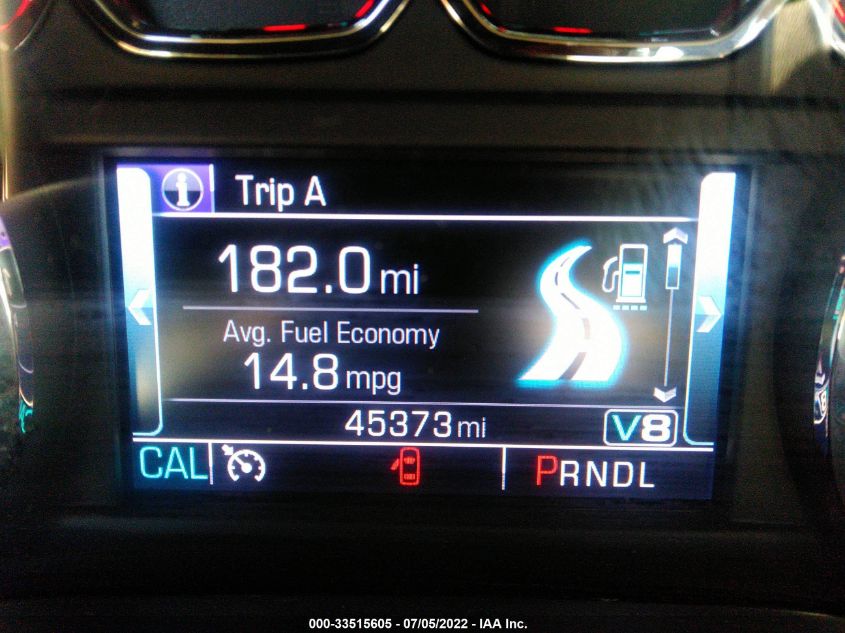 i Trip A
182.0 mi
Avg. Fuel Economy
14.8 mpg
45373 mi V8
CAL PRNDL
000-33515605 - 07/05/2022 - IAA Inc.